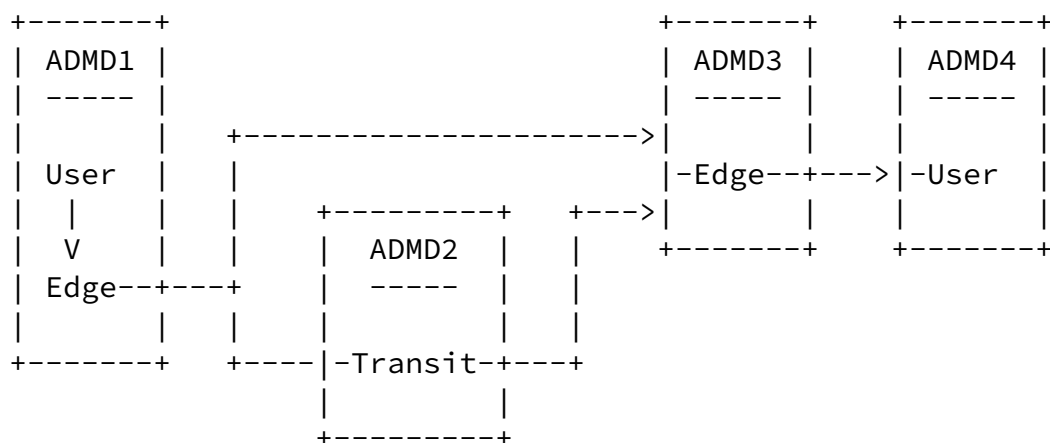 ADMD1 ADMD3 ADMD4
----- ----- -----
User -Edge--+--->|-User
ADMD2
Edge --+---+ -----
-Transit-+---+